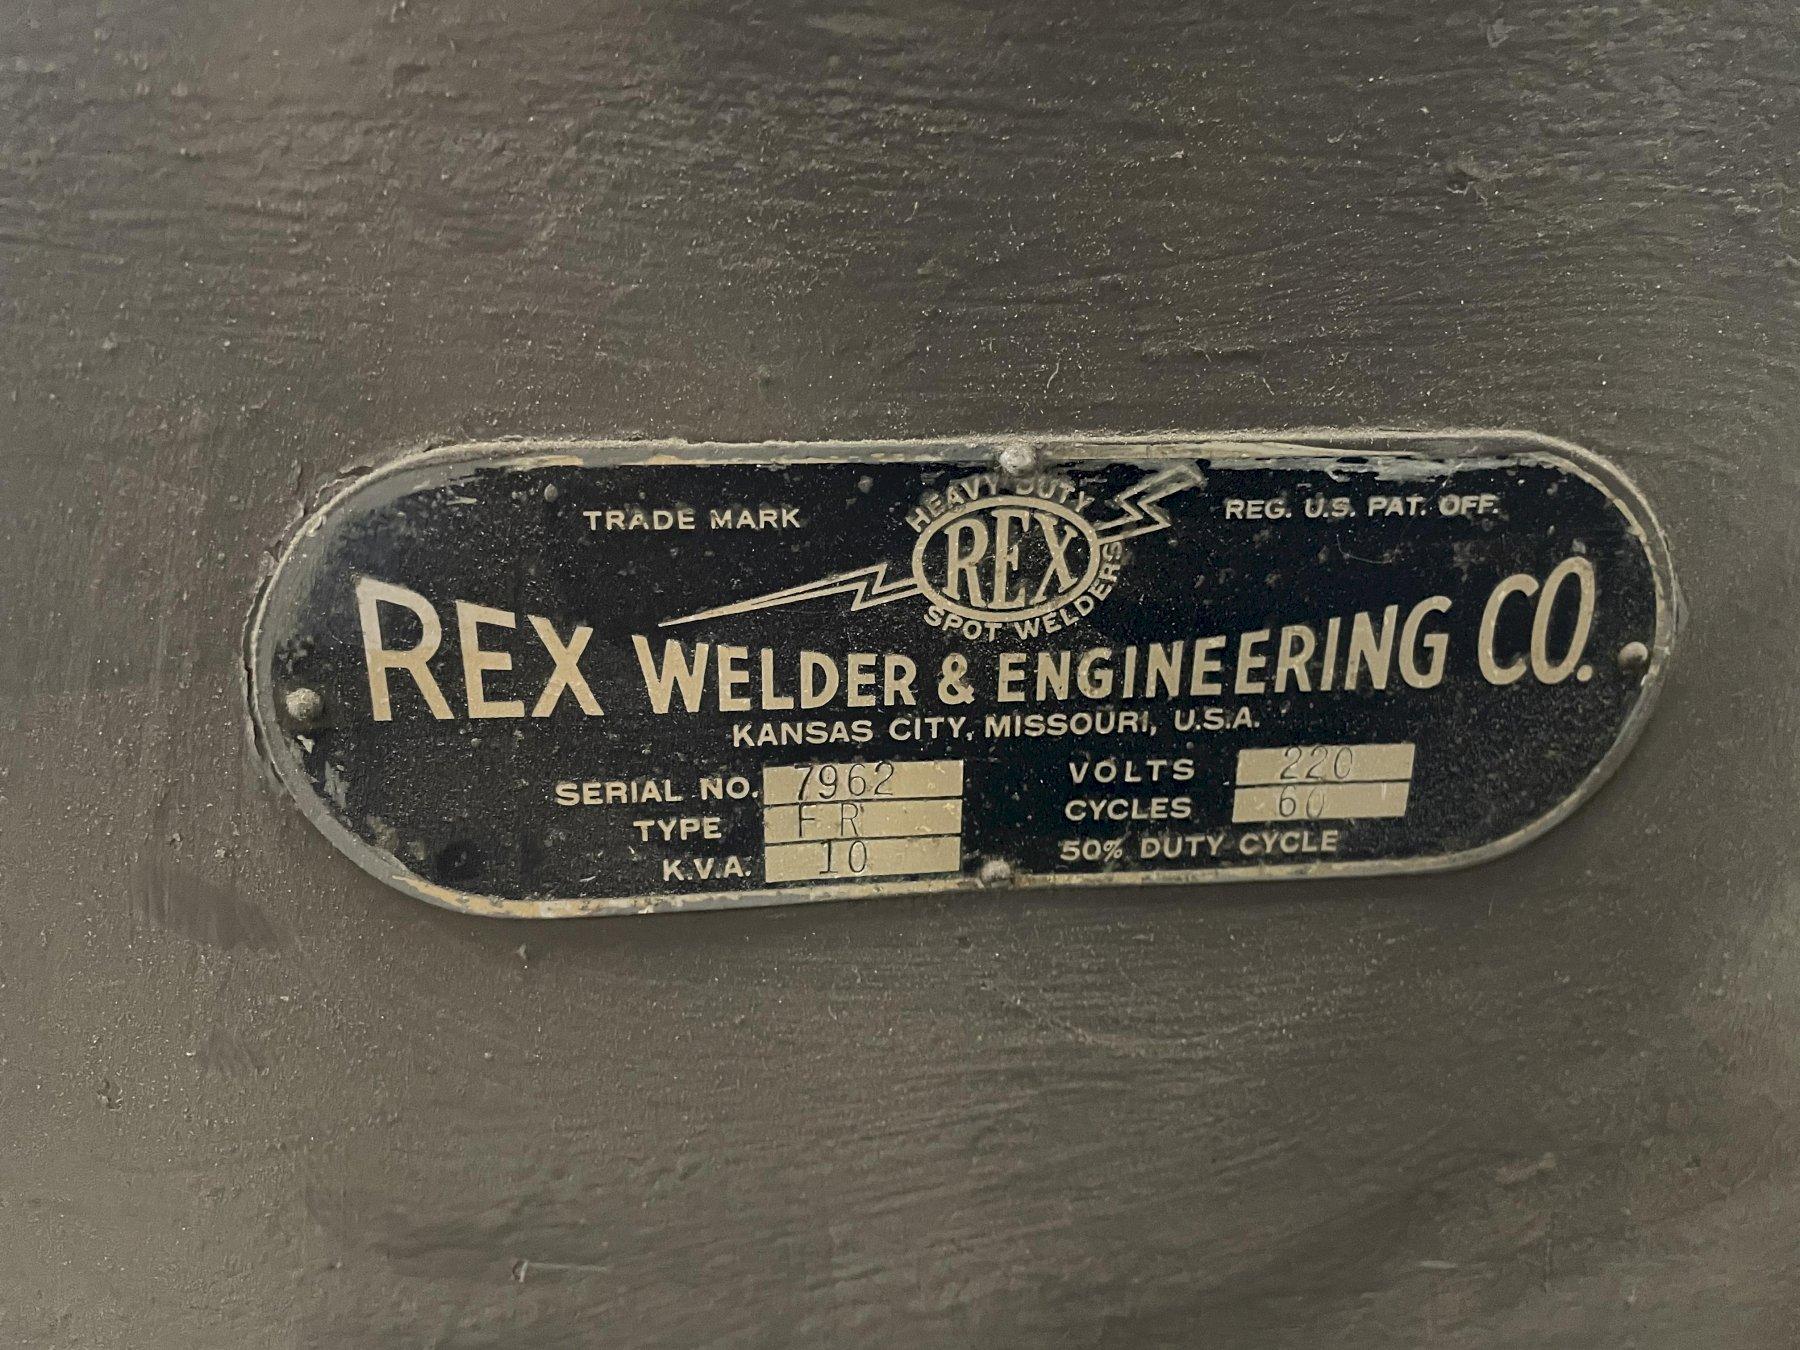 TRADE MARK
HEAVY DUTY
REX
SPOT WELDERS
REG. U.S. PAT. OFF.
REX WELDER & ENGINEERING CO.
KANSAS CITY, MISSOURI, U.S.A.
SERIAL NO. 7962
TYPE FR
K.V.A. 10
VOLTS 220
CYCLES 60
50% DUTY CYCLE